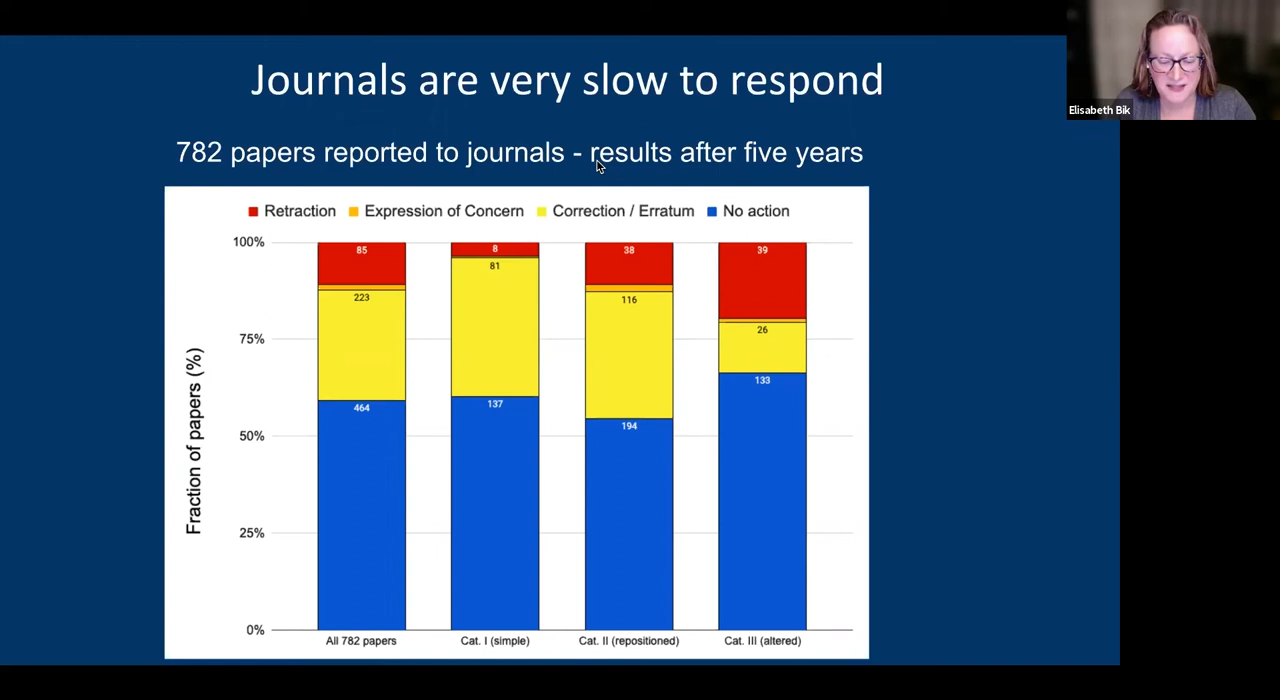 Journals are very slow to respond
Elisabeth Bik
782 papers reported to journals - results after five years
Retraction Expression of Concern Correction / Erratum No action
Fraction of papers (%)
100%
75%
50%
25%
0%
85 8 38 39
223 81 116 26
464 137 194 133
All 782 papers Cat. I (simple) Cat. II (repositioned) Cat. III (altered)